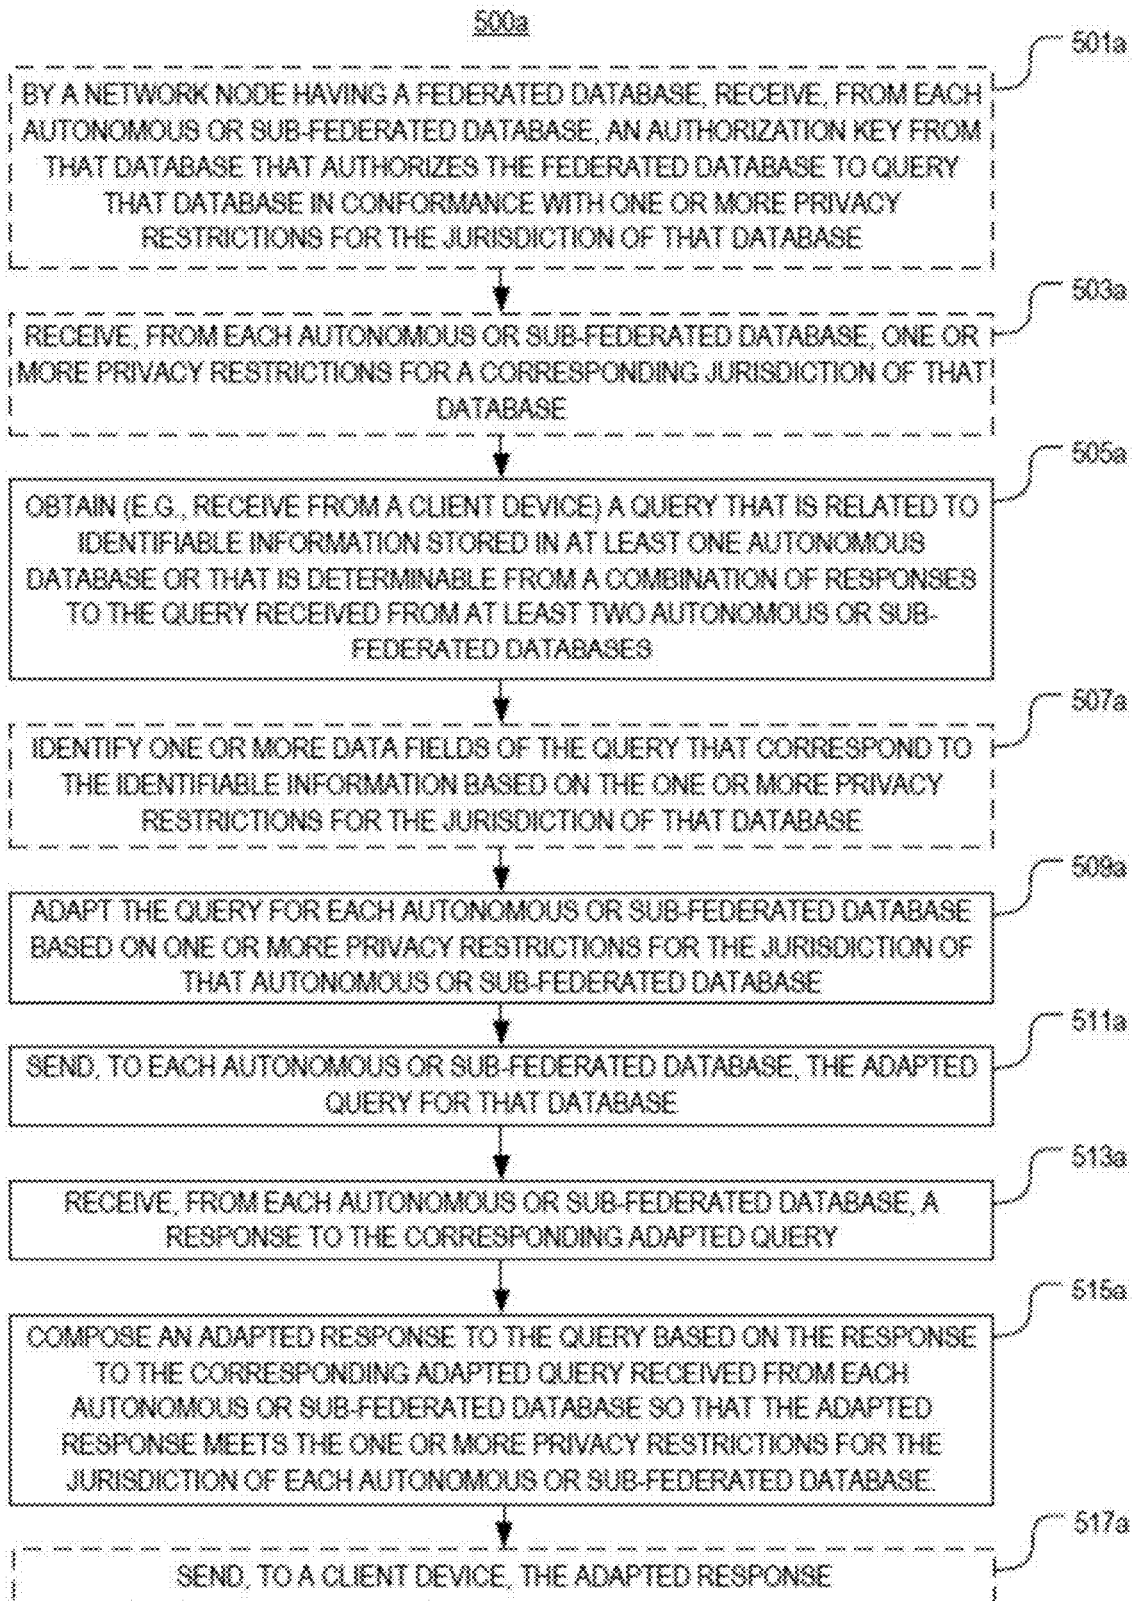 500a
501a
BY A NETWORK NODE HAVING A FEDERATED DATABASE, RECEIVE, FROM EACH
AUTONOMOUS OR SUB-FEDERATED DATABASE, AN AUTHORIZATION KEY FROM
THAT DATABASE THAT AUTHORIZES THE FEDERATED DATABASE TO QUERY
THAT DATABASE IN CONFORMANCE WITH ONE OR MORE PRIVACY
RESTRICTIONS FOR THE JURISDICTION OF THAT DATABASE
503a
RECEIVE, FROM EACH AUTONOMOUS OR SUB-FEDERATED DATABASE, ONE OR
MORE PRIVACY RESTRICTIONS FOR A CORRESPONDING JURISDICTION OF THAT
DATABASE
505a
OBTAIN (E.G., RECEIVE FROM A CLIENT DEVICE) A QUERY THAT IS RELATED TO
IDENTIFIABLE INFORMATION STORED IN AT LEAST ONE AUTONOMOUS
DATABASE OR THAT IS DETERMINABLE FROM A COMBINATION OF RESPONSES
TO THE QUERY RECEIVED FROM AT LEAST TWO AUTONOMOUS OR SUB-
FEDERATED DATABASES
507a
IDENTIFY ONE OR MORE DATA FIELDS OF THE QUERY THAT CORRESPOND TO
THE IDENTIFIABLE INFORMATION BASED ON THE ONE OR MORE PRIVACY
RESTRICTIONS FOR THE JURISDICTION OF THAT DATABASE
509a
ADAPT THE QUERY FOR EACH AUTONOMOUS OR SUB-FEDERATED DATABASE
BASED ON ONE OR MORE PRIVACY RESTRICTIONS FOR THE JURISDICTION OF
THAT AUTONOMOUS OR SUB-FEDERATED DATABASE
511a
SEND, TO EACH AUTONOMOUS OR SUB-FEDERATED DATABASE, THE ADAPTED
QUERY FOR THAT DATABASE
513a
RECEIVE, FROM EACH AUTONOMOUS OR SUB-FEDERATED DATABASE, A
RESPONSE TO THE CORRESPONDING ADAPTED QUERY
515a
COMPOSE AN ADAPTED RESPONSE TO THE QUERY BASED ON THE RESPONSE
TO THE CORRESPONDING ADAPTED QUERY RECEIVED FROM EACH
AUTONOMOUS OR SUB-FEDERATED DATABASE SO THAT THE ADAPTED
RESPONSE MEETS THE ONE OR MORE PRIVACY RESTRICTIONS FOR THE
JURISDICTION OF EACH AUTONOMOUS OR SUB-FEDERATED DATABASE.
517a
SEND, TO A CLIENT DEVICE, THE ADAPTED RESPONSE